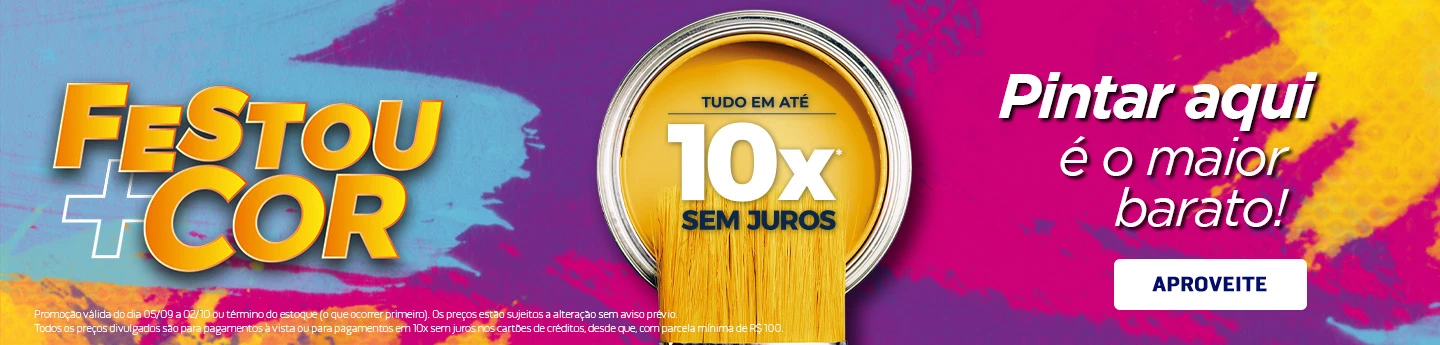 FESTOU
+COR
TUDO EM ATÉ
10x*
SEM JUROS
Pintar aqui
é o maior
barato!
APROVEITE
Promoção válida do dia 05/09 a 02/10 ou término do estoque (o que ocorrer primeiro). Os preços estão sujeitos a alteração sem aviso prévio.
Todos os preços divulgados são para pagamentos à vista ou para pagamentos em 10x sem juros nos cartões de créditos, desde que, com parcela mínima de R$ 100.